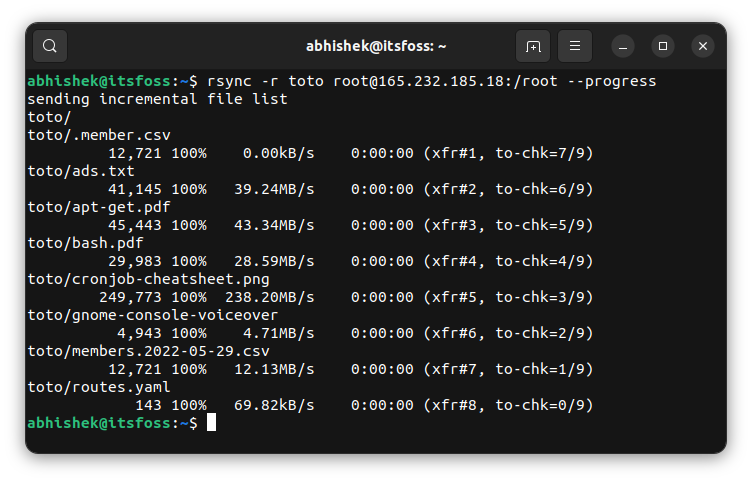 abhishek@itsfoss: ~
abhishek@itsfoss:~$ rsync -r toto root@165.232.185.18:/root --progress
sending incremental file list
toto/
toto/.member.csv
         12,721 100%    0.00kB/s    0:00:00 (xfr#1, to-chk=7/9)
toto/ads.txt
         41,145 100%   39.24MB/s    0:00:00 (xfr#2, to-chk=6/9)
toto/apt-get.pdf
         45,443 100%   43.34MB/s    0:00:00 (xfr#3, to-chk=5/9)
toto/bash.pdf
         29,983 100%   28.59MB/s    0:00:00 (xfr#4, to-chk=4/9)
toto/cronjob-cheatsheet.png
        249,773 100%  238.20MB/s    0:00:00 (xfr#5, to-chk=3/9)
toto/gnome-console-voiceover
          4,943 100%    4.71MB/s    0:00:00 (xfr#6, to-chk=2/9)
toto/members.2022-05-29.csv
         12,721 100%   12.13MB/s    0:00:00 (xfr#7, to-chk=1/9)
toto/routes.yaml
            143 100%   69.82kB/s    0:00:00 (xfr#8, to-chk=0/9)
abhishek@itsfoss:~$